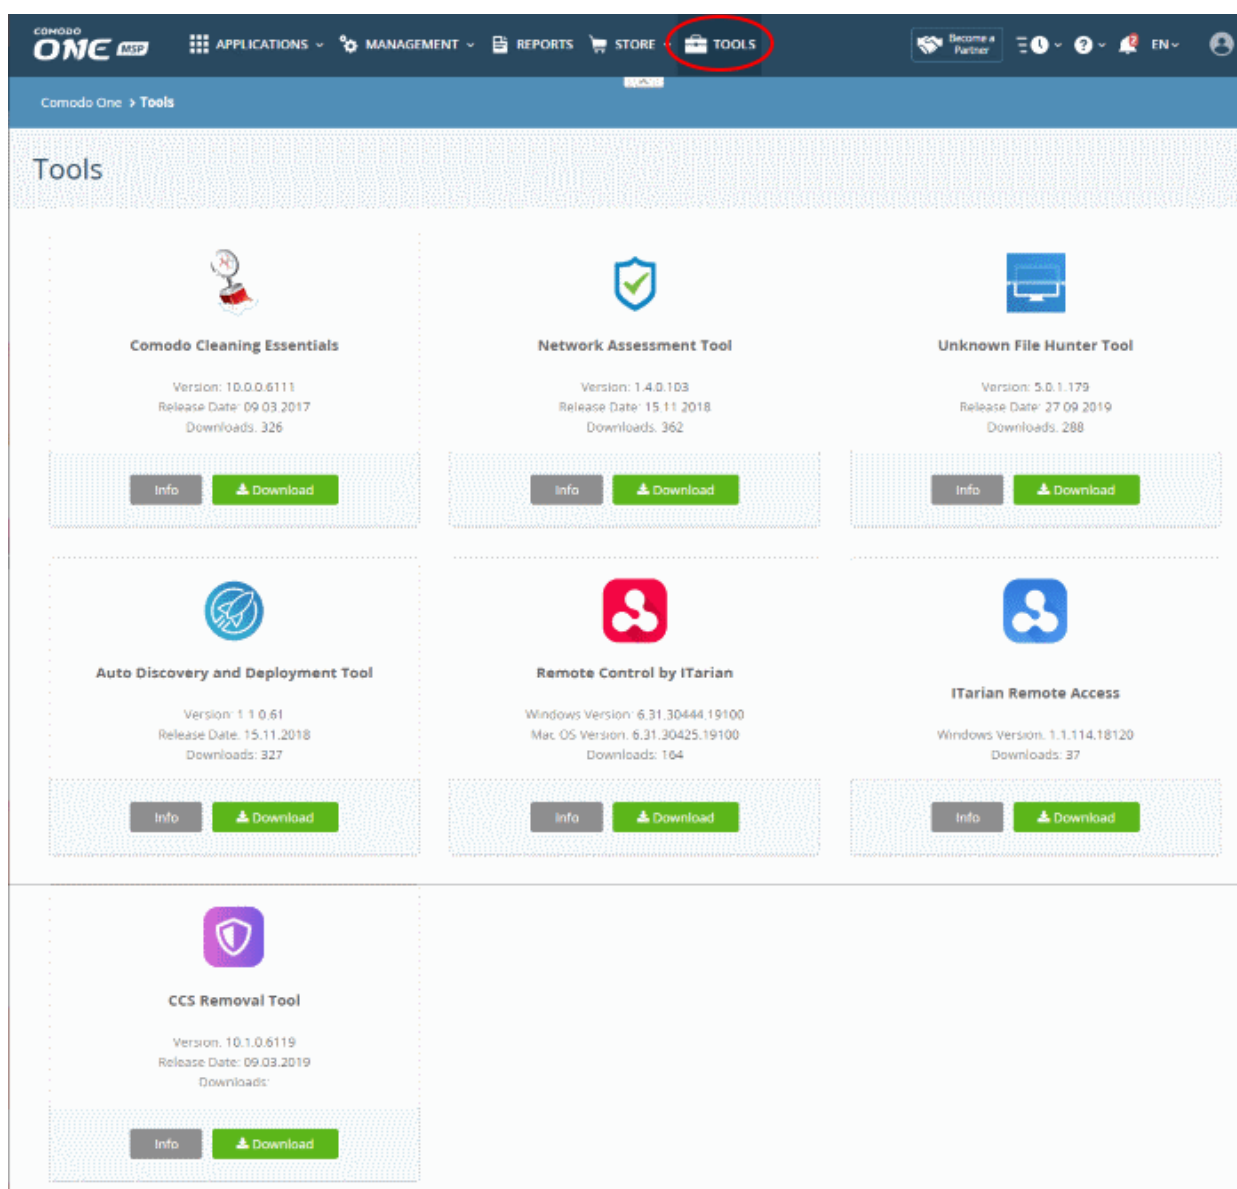 COMODO
ONE MSP
APPLICATIONS
MANAGEMENT
REPORTS
STORE
TOOLS
Become a
Partner
2
EN
Comodo One > Tools
Tools
Comodo Cleaning Essentials
Version: 10.0.0.6111
Release Date: 09.03.2017
Downloads: 326
Info
Download
Network Assessment Tool
Version: 1.4.0.103
Release Date: 15.11.2018
Downloads: 362
Info
Download
Unknown File Hunter Tool
Version: 5.0.1.179
Release Date: 27.09.2019
Downloads: 288
Info
Download
Auto Discovery and Deployment Tool
Version: 1.1.0.61
Release Date: 15.11.2018
Downloads: 327
Info
Download
Remote Control by ITarian
Windows Version: 6.31.30444.19100
Mac OS Version: 6.31.30425.19100
Downloads: 164
Info
Download
ITarian Remote Access
Windows Version: 1.1.114.18120
Downloads: 37
Info
Download
CCS Removal Tool
Version: 10.1.0.6119
Release Date: 09.03.2019
Downloads:
Info
Download